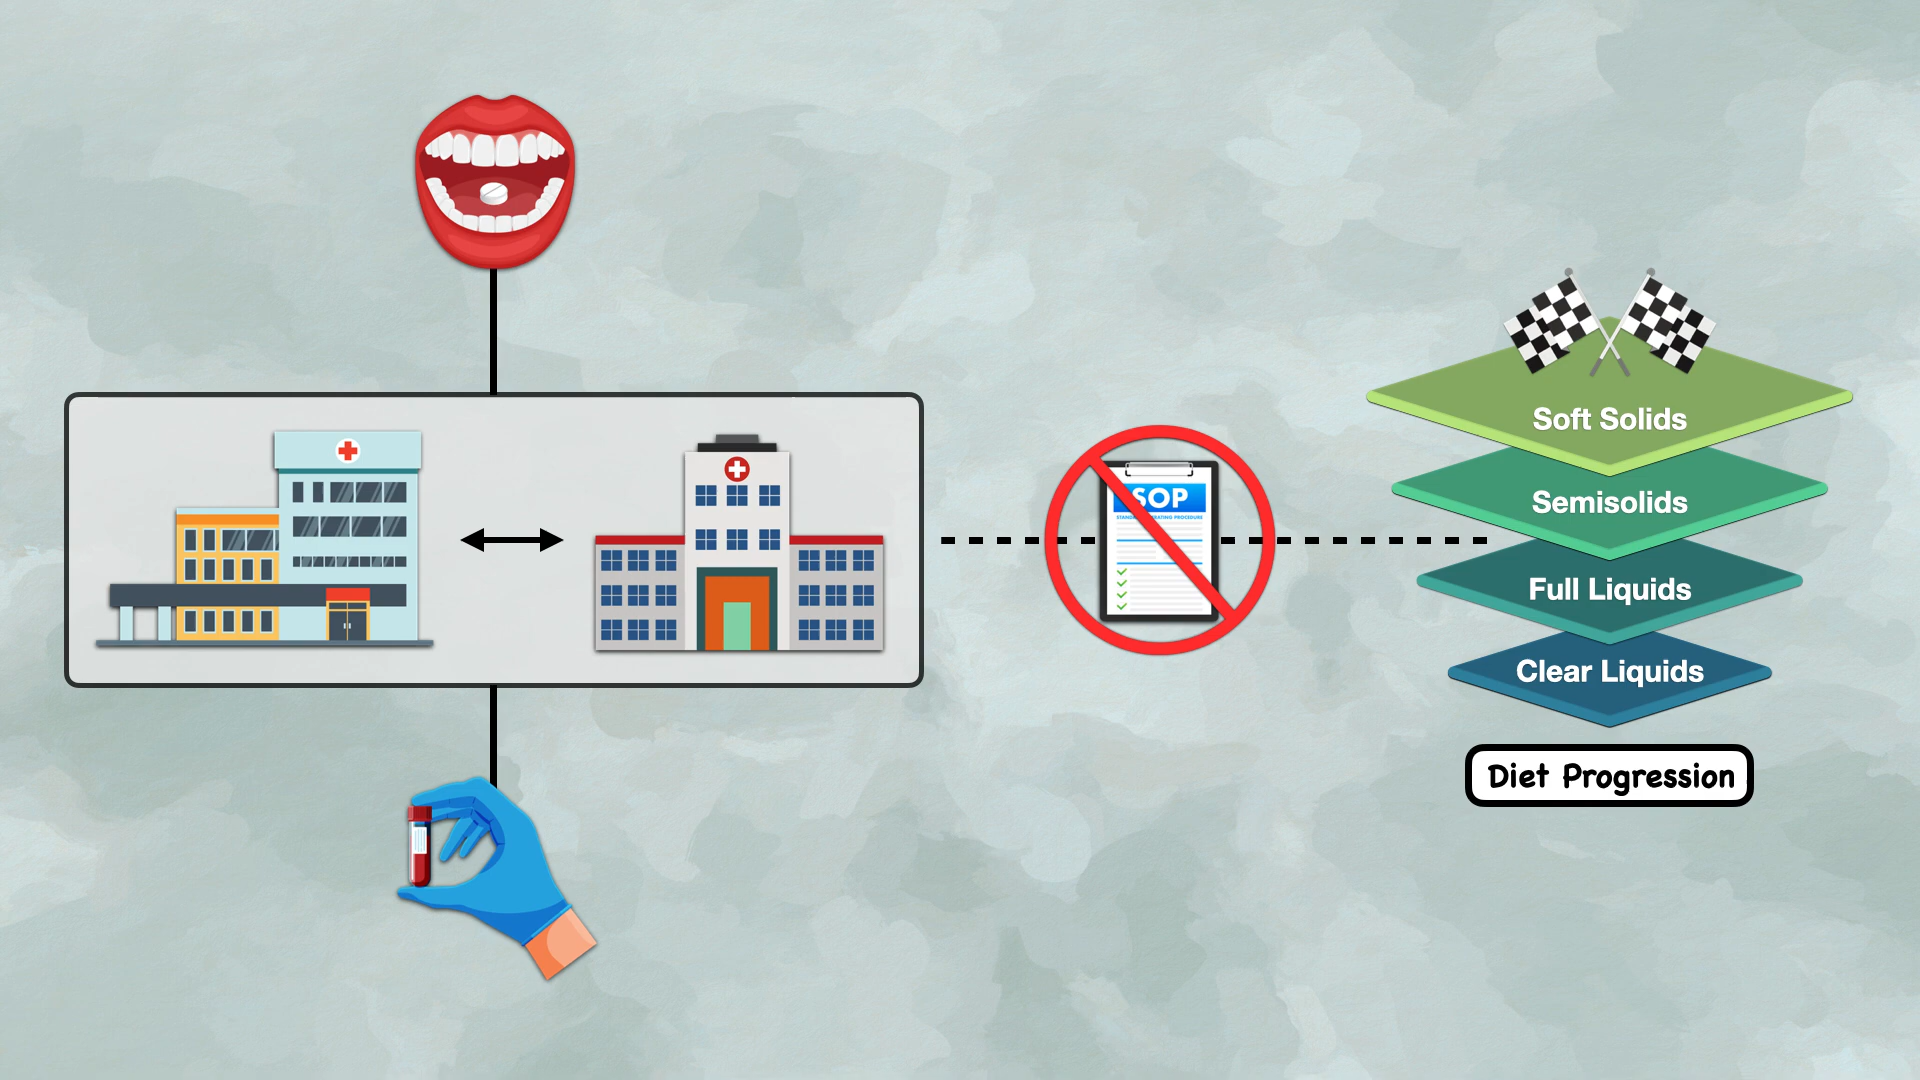 SOP
Soft Solids
Semisolids
Full Liquids
Clear Liquids
Diet Progression